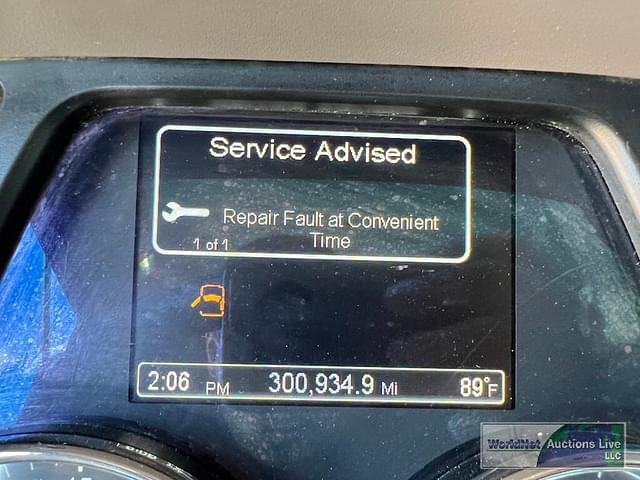 Service Advised
Repair Fault at Convenient
Time
1 of 1
2:06 PM 300,934.9 Mi 89°F
WorldNet Auctions Live
LLC